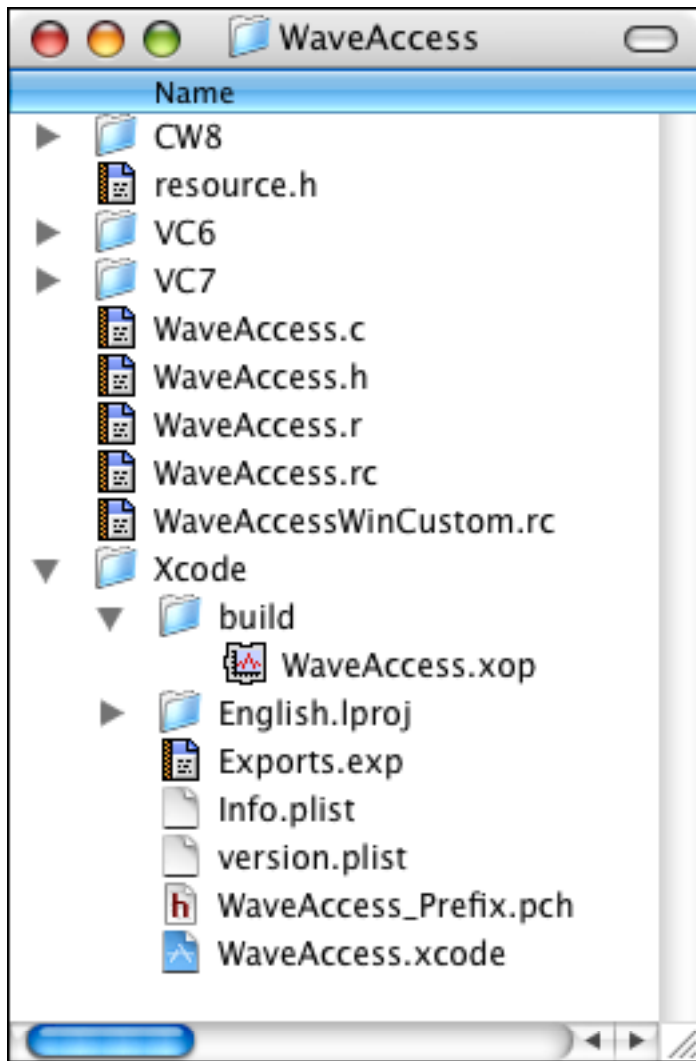 WaveAccess
Name
CW8
resource.h
VC6
VC7
WaveAccess.c
WaveAccess.h
WaveAccess.r
WaveAccess.rc
WaveAccessWinCustom.rc
Xcode
build
WaveAccess.xop
English.lproj
Exports.exp
Info.plist
version.plist
WaveAccess_Prefix.pch
WaveAccess.xcode